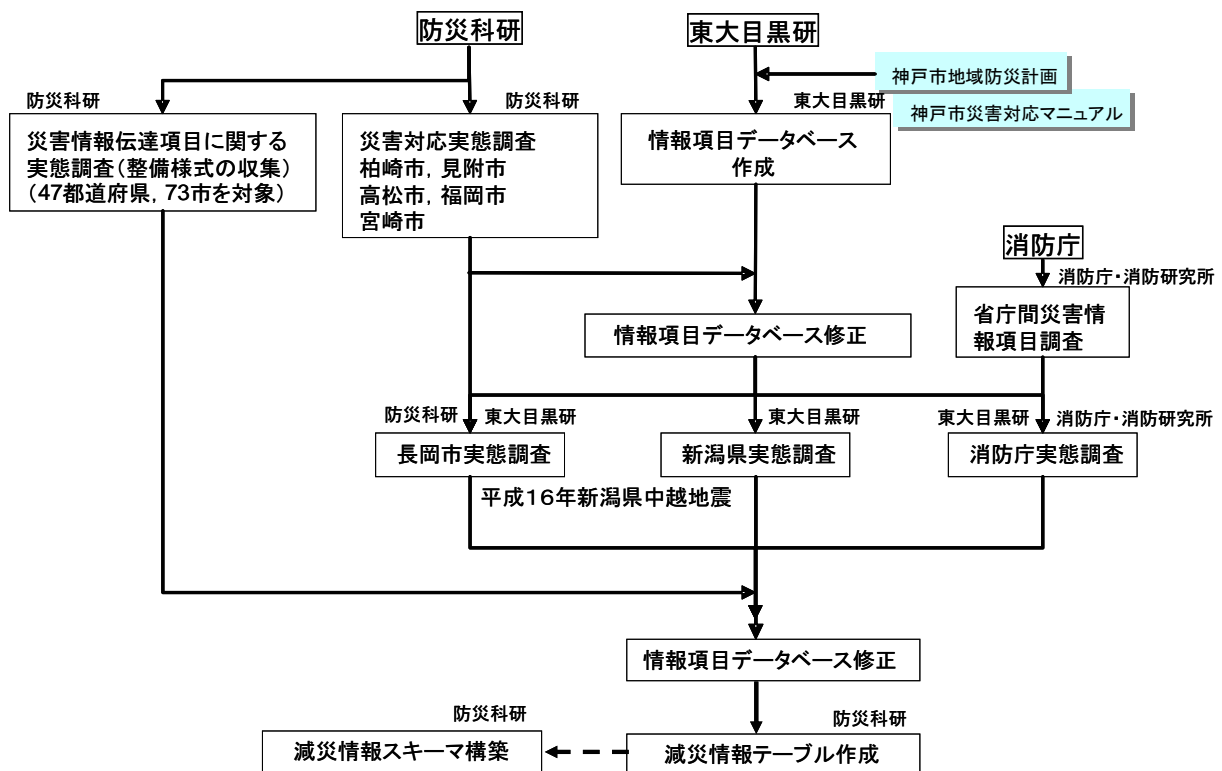 防災科研
東大目黒研
神戸市地域防災計画
神戸市災害対応マニュアル
防災科研
災害情報伝達項目に関する
実態調査(整備様式の収集)
(47都道府県, 73市を対象)
防災科研
災害対応実態調査
柏崎市, 見附市
高松市, 福岡市
宮崎市
東大目黒研
情報項目データベース
作成
消防庁
消防庁・消防研究所
省庁間災害情
報項目調査
情報項目データベース修正
防災科研
東大目黒研
長岡市実態調査
東大目黒研
新潟県実態調査
東大目黒研
消防庁・消防研究所
消防庁実態調査
平成16年新潟県中越地震
情報項目データベース修正
防災科研
減災情報スキーマ構築
防災科研
減災情報テーブル作成